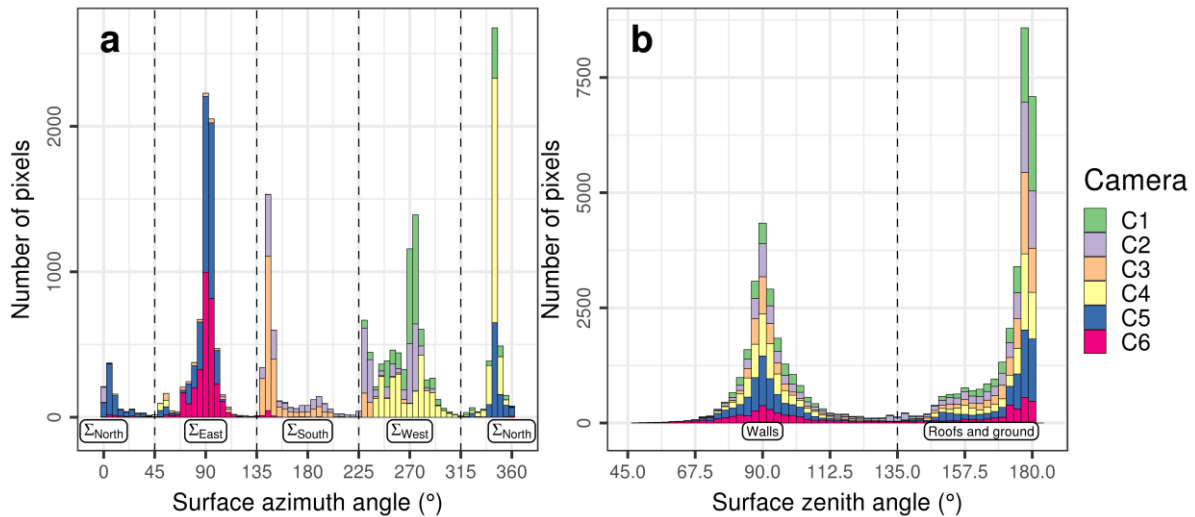 a
Number of pixels
2000
1000
0
ΣNorth
ΣEast
ΣSouth
ΣWest
ΣNorth
0 45 90 135 180 225 270 315 360
Surface azimuth angle (°)
b
Number of pixels
7500
5000
2500
0
Walls
Roofs and ground
45.0 67.5 90.0 112.5 135.0 157.5 180.0
Surface zenith angle (°)
Camera
C1
C2
C3
C4
C5
C6